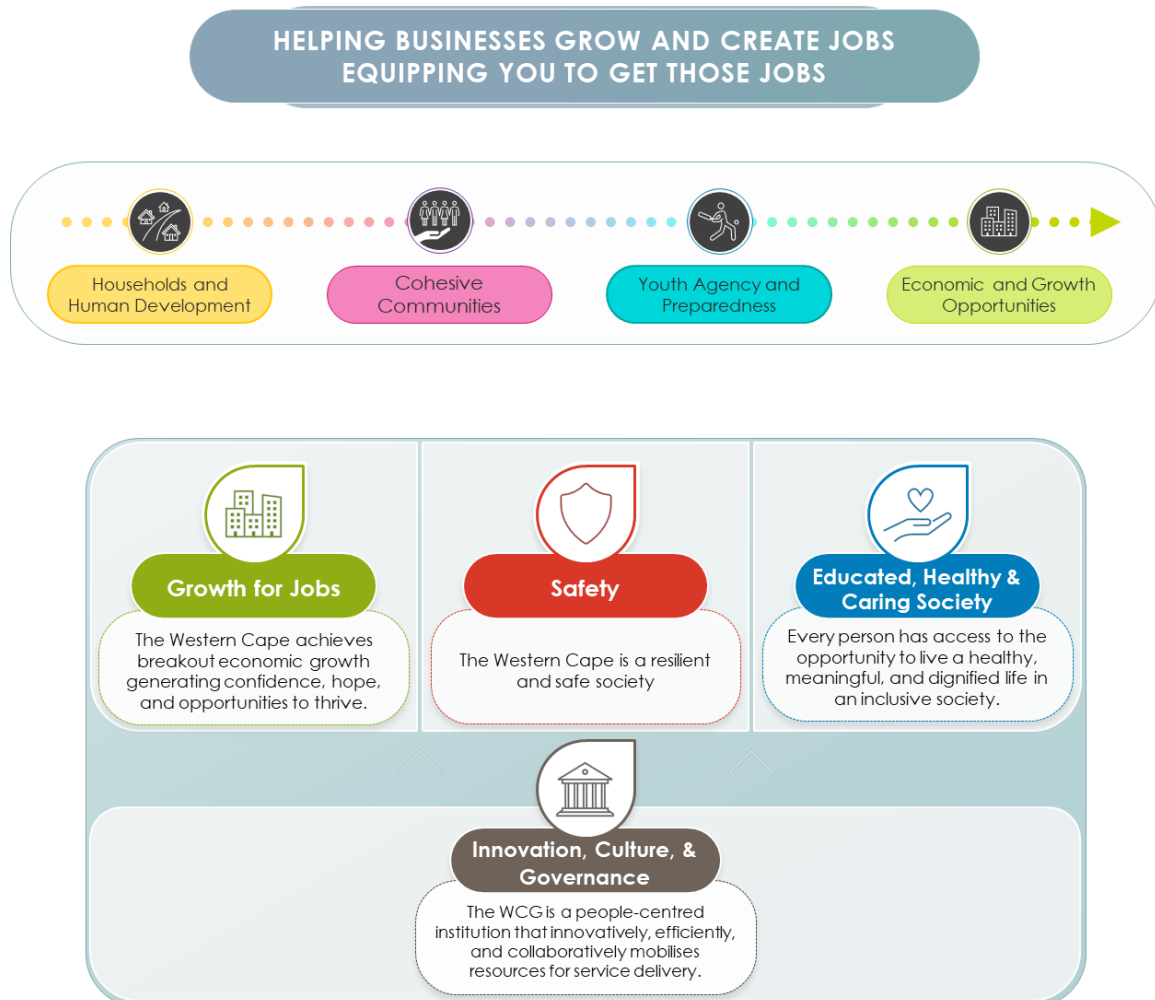 HELPING BUSINESSES GROW AND CREATE JOBS
EQUIPPING YOU TO GET THOSE JOBS
Households and
Human Development
Cohesive
Communities
Youth Agency and
Preparedness
Economic and Growth
Opportunities
Growth for Jobs
The Western Cape achieves
breakout economic growth
generating confidence, hope,
and opportunities to thrive.
Safety
The Western Cape is a resilient
and safe society
Educated, Healthy &
Caring Society
Every person has access to the
opportunity to live a healthy,
meaningful, and dignified life in
an inclusive society.
Innovation, Culture, &
Governance
The WCG is a people-centred
institution that innovatively, efficiently,
and collaboratively mobilises
resources for service delivery.